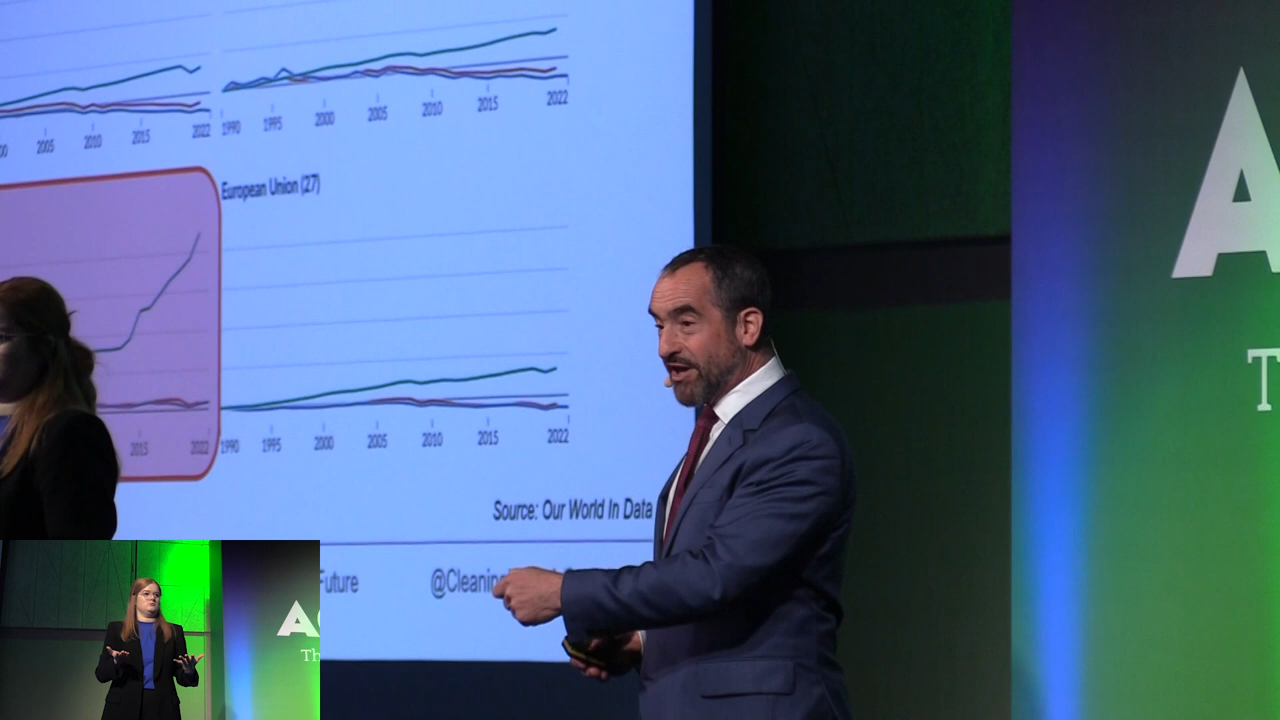 2005 2010 2015 2022
1990 1995 2000 2005 2010 2015 2022
European Union (27)
2015 2022
1990 1995 2000 2005 2010 2015 2022
Source: Our World In Data
Future
@Cleaning
A
T
A
Th